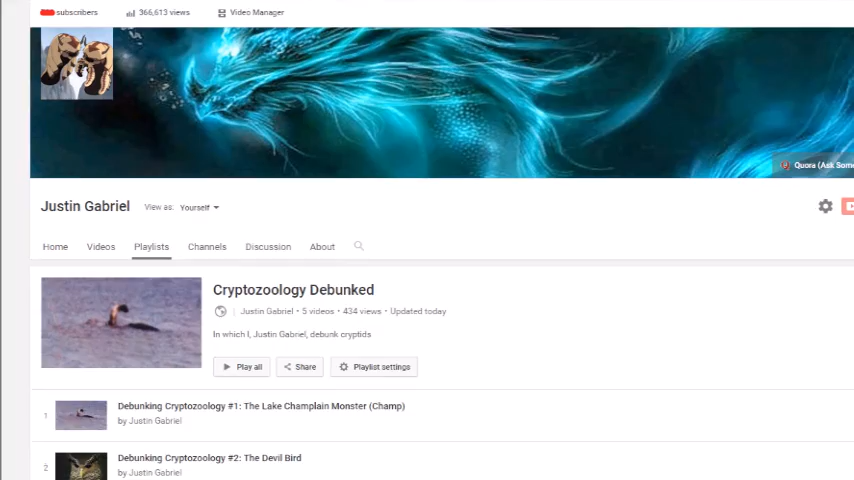 subscribers 366,613 views Video Manager
Quora (Ask Some
Justin Gabriel View as: Yourself
Home Videos Playlists Channels Discussion About
Cryptozoology Debunked
Justin Gabriel • 5 videos • 434 views • Updated today
In which I, Justin Gabriel, debunk cryptids
Play all Share Playlist settings
1 Debunking Cryptozoology #1: The Lake Champlain Monster (Champ)
by Justin Gabriel
2 Debunking Cryptozoology #2: The Devil Bird
by Justin Gabriel